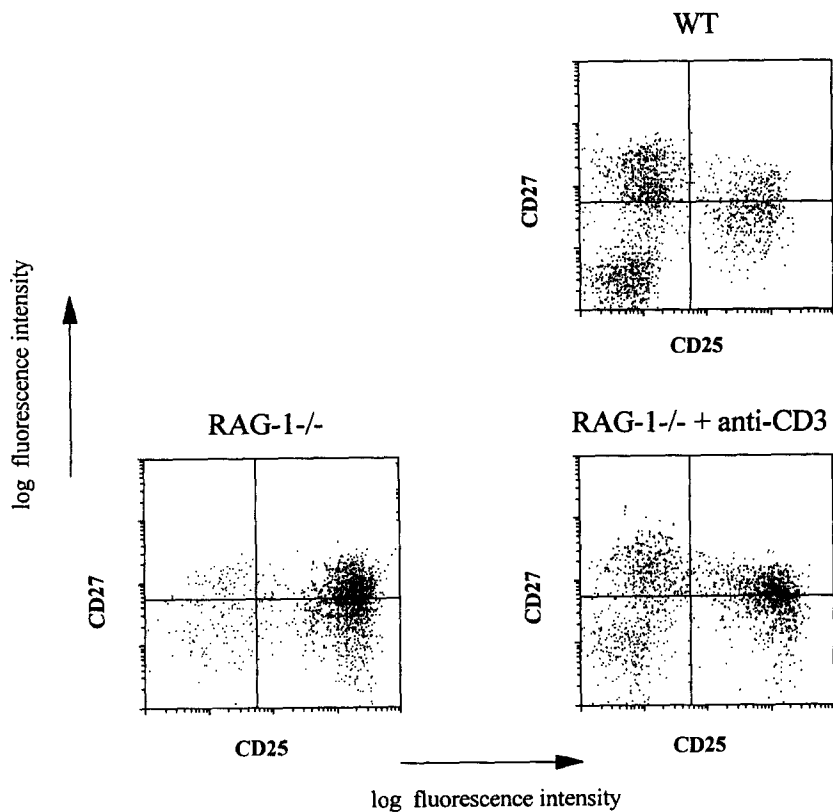 WT
CD27
CD25
log fluorescence intensity
RAG-1-/-
CD27
CD25
RAG-1-/- + anti-CD3
CD27
CD25
log fluorescence intensity